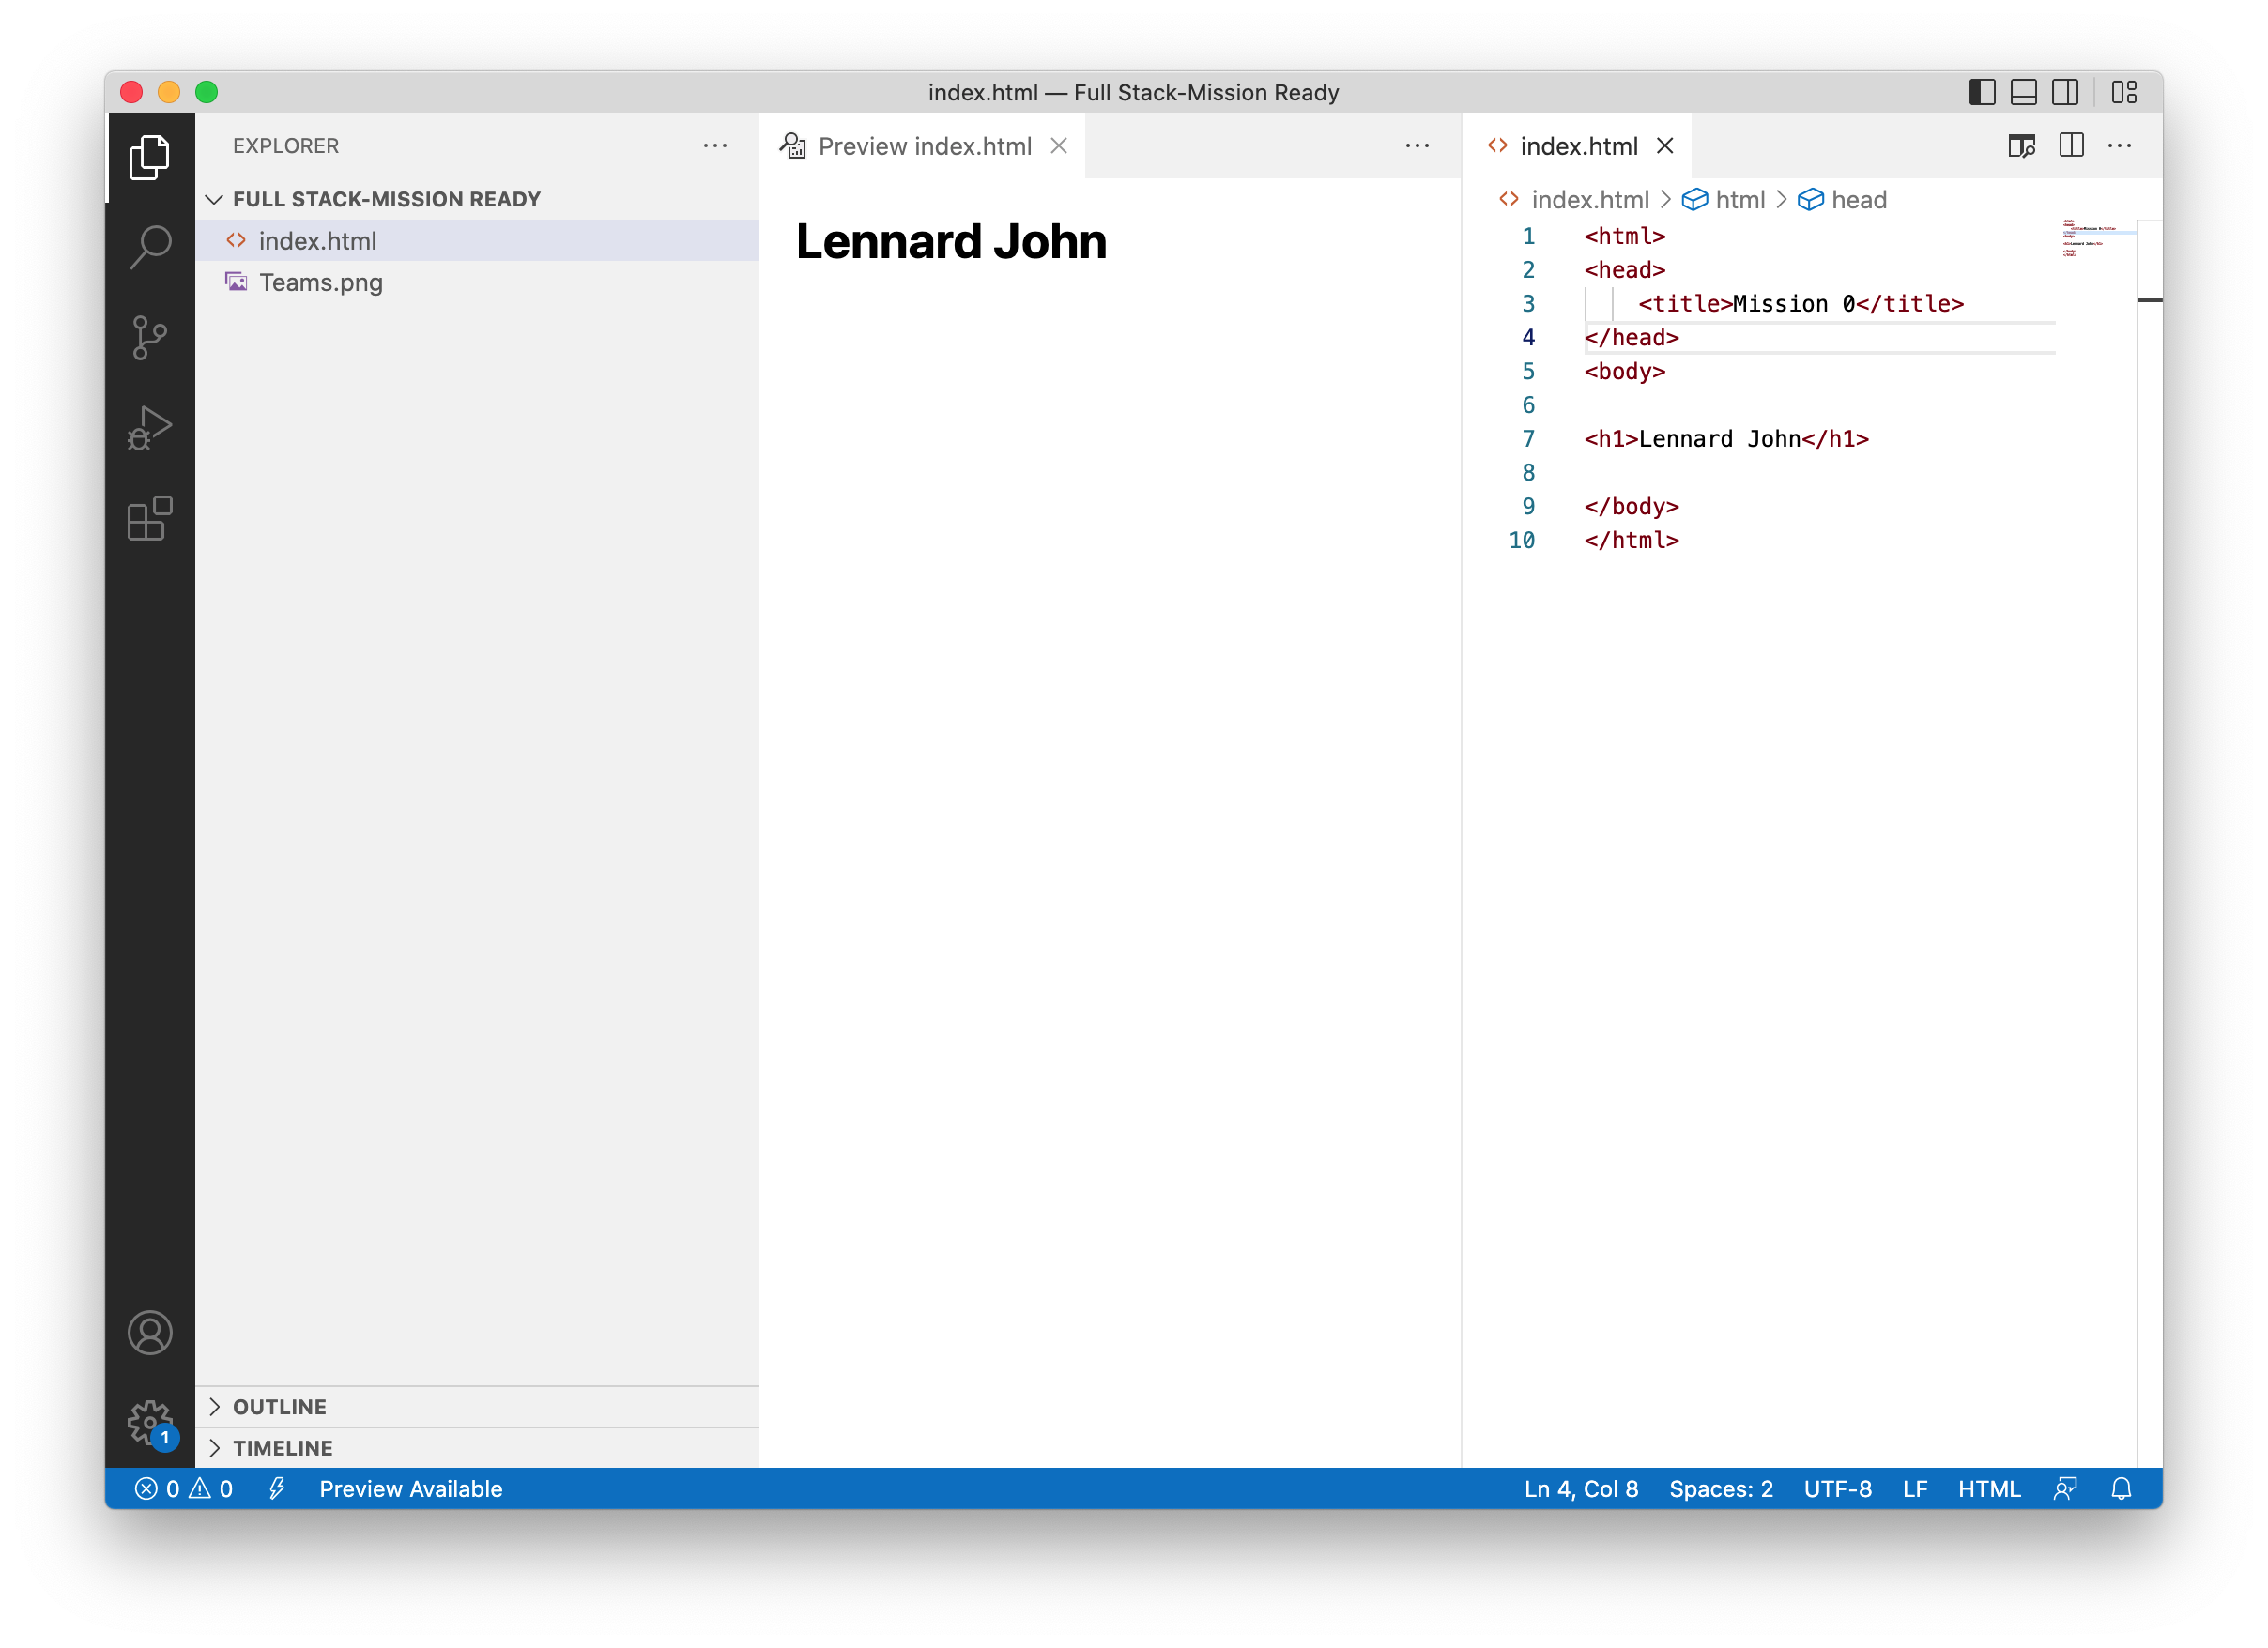 index.html — Full Stack-Mission Ready
EXPLORER
FULL STACK-MISSION READY
index.html
Teams.png
OUTLINE
TIMELINE
Preview index.html
Lennard John
index.html
index.html > html > head
1 <html>
2 <head>
3 <title>Mission 0</title>
4 </head>
5 <body>
6
7 <h1>Lennard John</h1>
8
9 </body>
10 </html>
1
0 0 Preview Available
Ln 4, Col 8 Spaces: 2 UTF-8 LF HTML